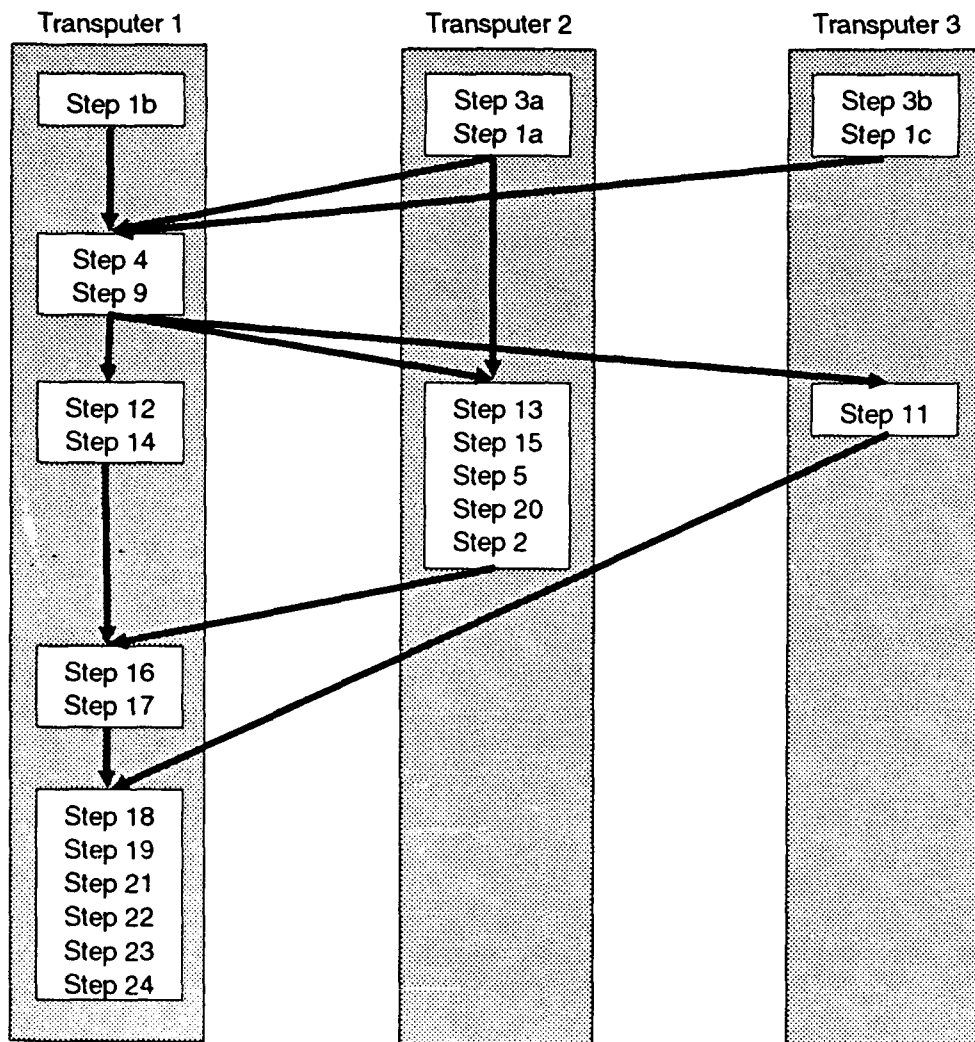 Transputer 1
Transputer 2
Transputer 3
Step 1b
Step 3a
Step 1a
Step 3b
Step 1c
Step 4
Step 9
Step 12
Step 14
Step 13
Step 15
Step 5
Step 20
Step 2
Step 11
Step 16
Step 17
Step 18
Step 19
Step 21
Step 22
Step 23
Step 24